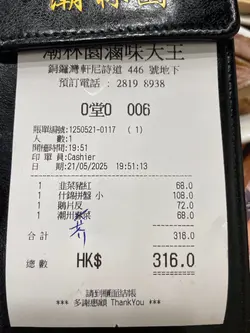 潮林園滷味大王
銅鑼灣軒尼詩道 446 號地下
預訂電話 : 2819 8938
0堂0 006
賬單編號:1250521-0117 (1)
人 數:1
開檯時間:19:51
印 單 員:Cashier
日 期:21/05/2025 19:51:13
1 韭菜豬紅 68.0
1 什錦拼盤 小 108.0
1 鵝片皮 72.0
1 潮州 68.0
合計 316.0
總數 HK$ 316.0
請到櫃面結帳
*** 多謝惠顧 ThankYou ***